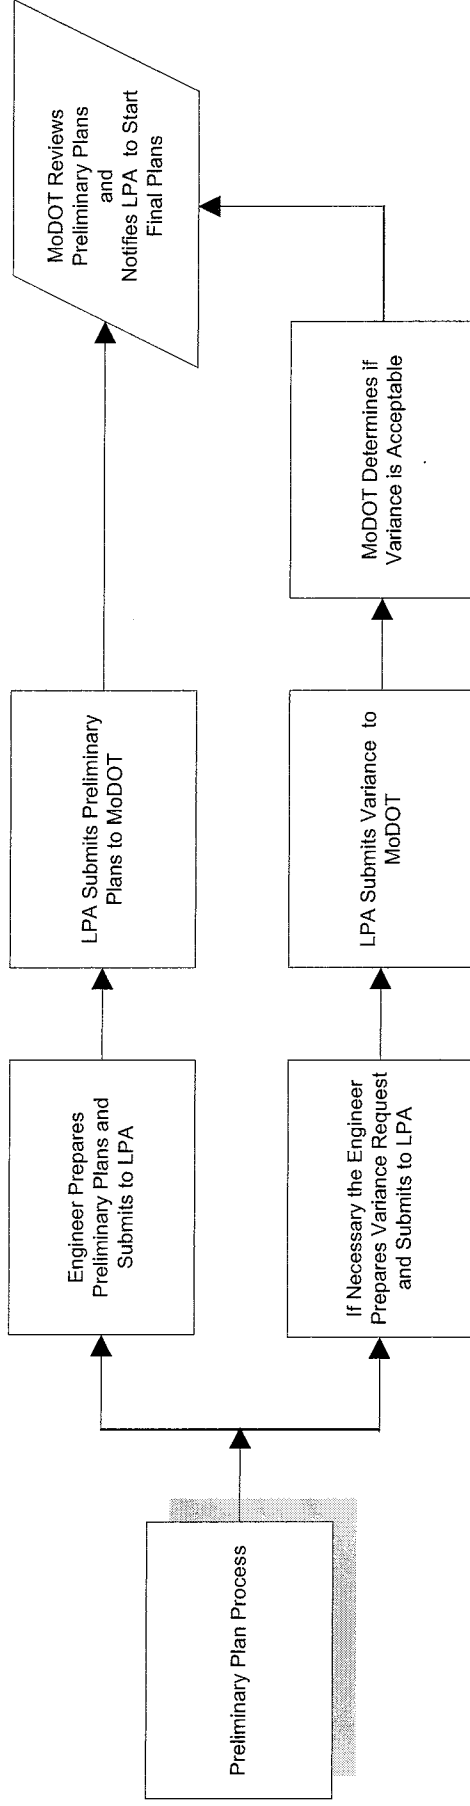 Preliminary Plan Process
Engineer Prepares
Preliminary Plans and
Submits to LPA
LPA Submits Preliminary
Plans to MoDOT
MoDOT Reviews
Preliminary Plans
and
Notifies LPA to Start
Final Plans
If Necessary the Engineer
Prepares Variance Request
and Submits to LPA
LPA Submits Variance to
MoDOT
MoDOT Determines if
Variance is Acceptable